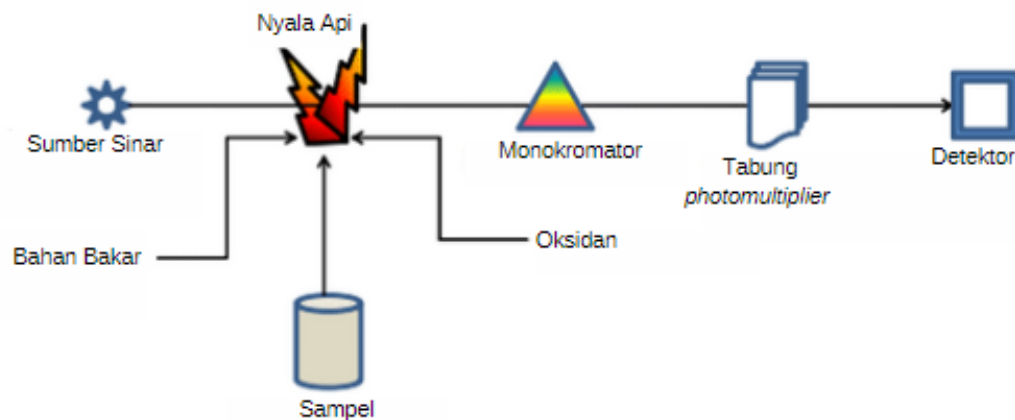 Nyala Api
Sumber Sinar
Monokromator
Tabung
photomultiplier
Detektor
Bahan Bakar
Oksidan
Sampel